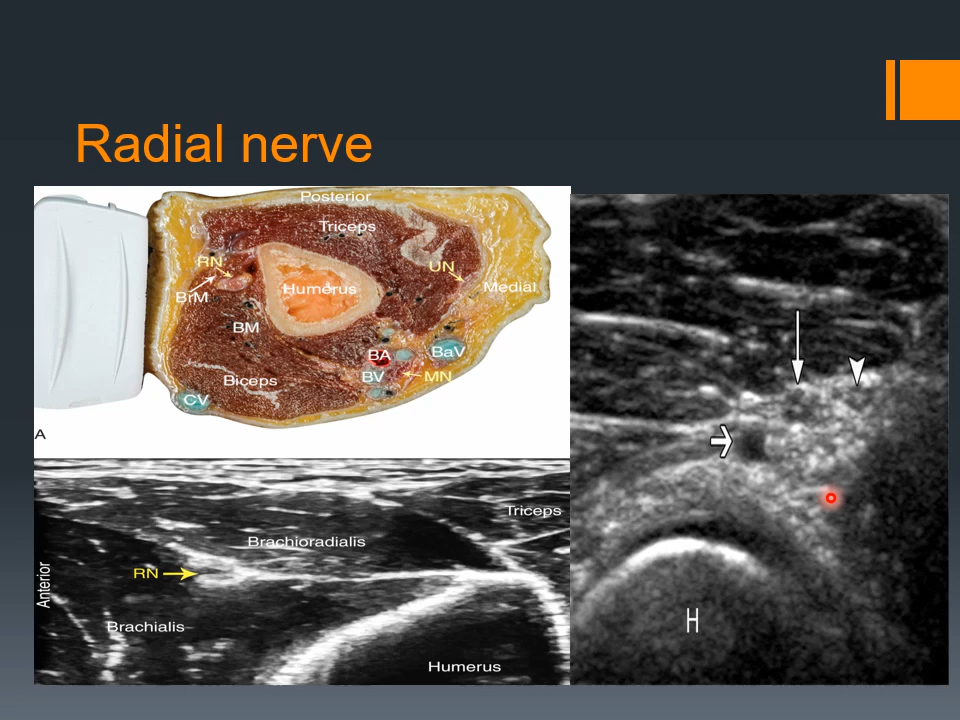 Radial nerve
Posterior
Triceps
RN
UN
BrM
Humerus
Medial
BM
BA
BaV
BV
MN
Biceps
CV
A
Triceps
Brachioradialis
RN
Anterior
Brachialis
Humerus
H